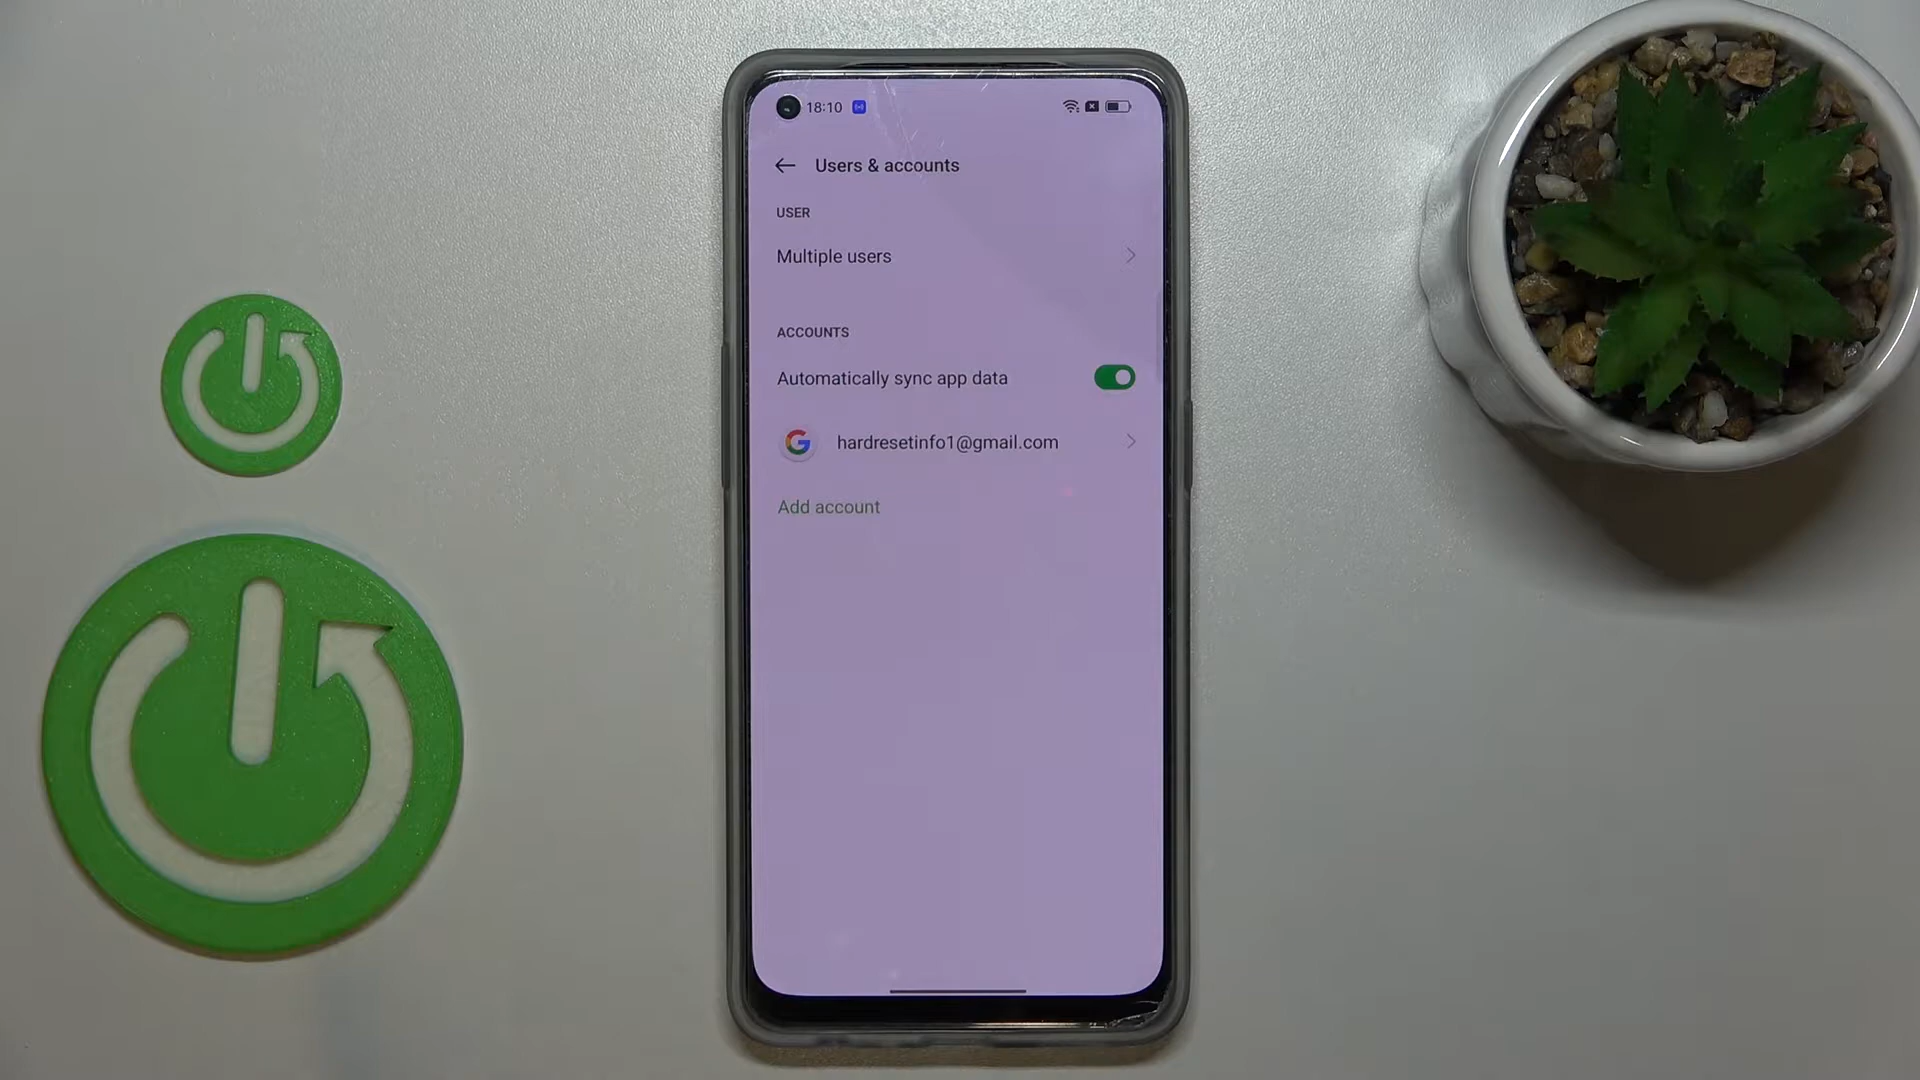 18:10
Users & accounts
USER
Multiple users
ACCOUNTS
Automatically sync app data
hardresetinfo1@gmail.com
Add account